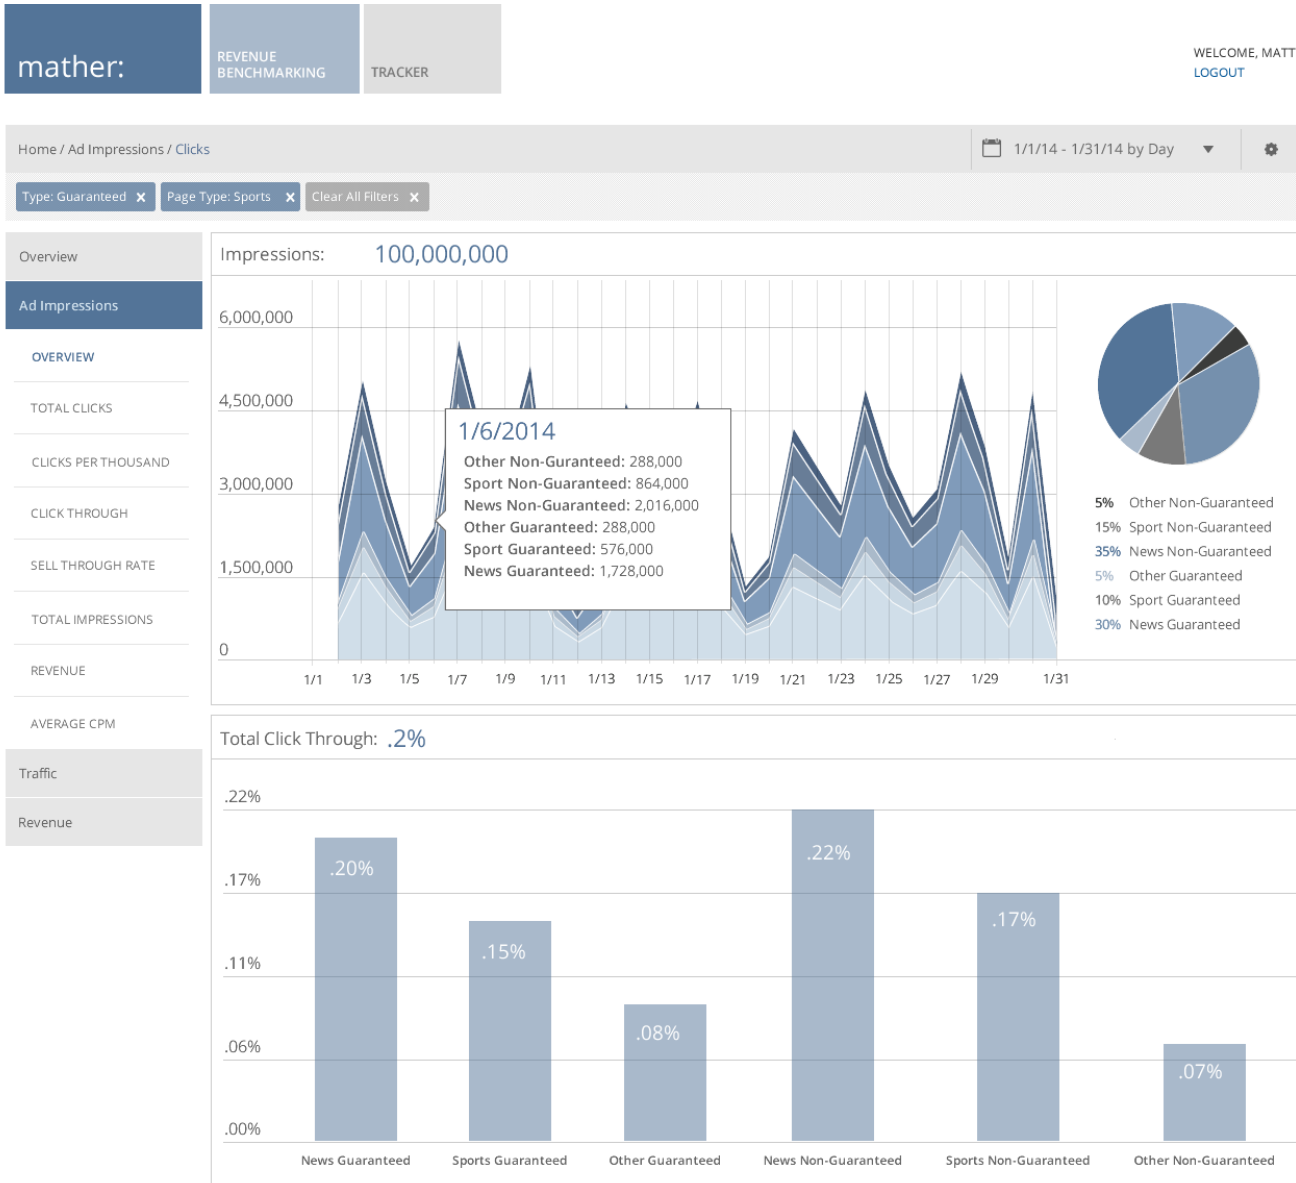 mather:
REVENUE
BENCHMARKING
TRACKER
WELCOME, MATT
LOGOUT
Home / Ad Impressions / Clicks
1/1/14 - 1/31/14 by Day
Type: Guaranteed x
Page Type: Sports x
Clear All Filters x
Overview
Ad Impressions
OVERVIEW
TOTAL CLICKS
CLICKS PER THOUSAND
CLICK THROUGH
SELL THROUGH RATE
TOTAL IMPRESSIONS
REVENUE
AVERAGE CPM
Traffic
Revenue
Impressions: 100,000,000
6,000,000
4,500,000
3,000,000
1,500,000
0
1/1 1/3 1/5 1/7 1/9 1/11 1/13 1/15 1/17 1/19 1/21 1/23 1/25 1/27 1/29 1/31
1/6/2014
Other Non-Guranteed: 288,000
Sport Non-Guaranteed: 864,000
News Non-Guaranteed: 2,016,000
Other Guaranteed: 288,000
Sport Guaranteed: 576,000
News Guaranteed: 1,728,000
5% Other Non-Guaranteed
15% Sport Non-Guaranteed
35% News Non-Guaranteed
5% Other Guaranteed
10% Sport Guaranteed
30% News Guaranteed
Total Click Through: .2%
.22%
.17%
.11%
.06%
.00%
.20%
.15%
.08%
.22%
.17%
.07%
News Guaranteed
Sports Guaranteed
Other Guaranteed
News Non-Guaranteed
Sports Non-Guaranteed
Other Non-Guaranteed